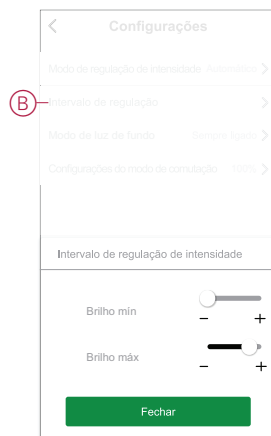 Configurações
Modo de regulação de intensidade Automático
B
Intervalo de regulação
Modo de luz de fundo Sempre ligado
Configurações do modo de comutação
Intervalo de regulação de intensidade
Brilho mín
- +
Brilho máx
- +
Fechar